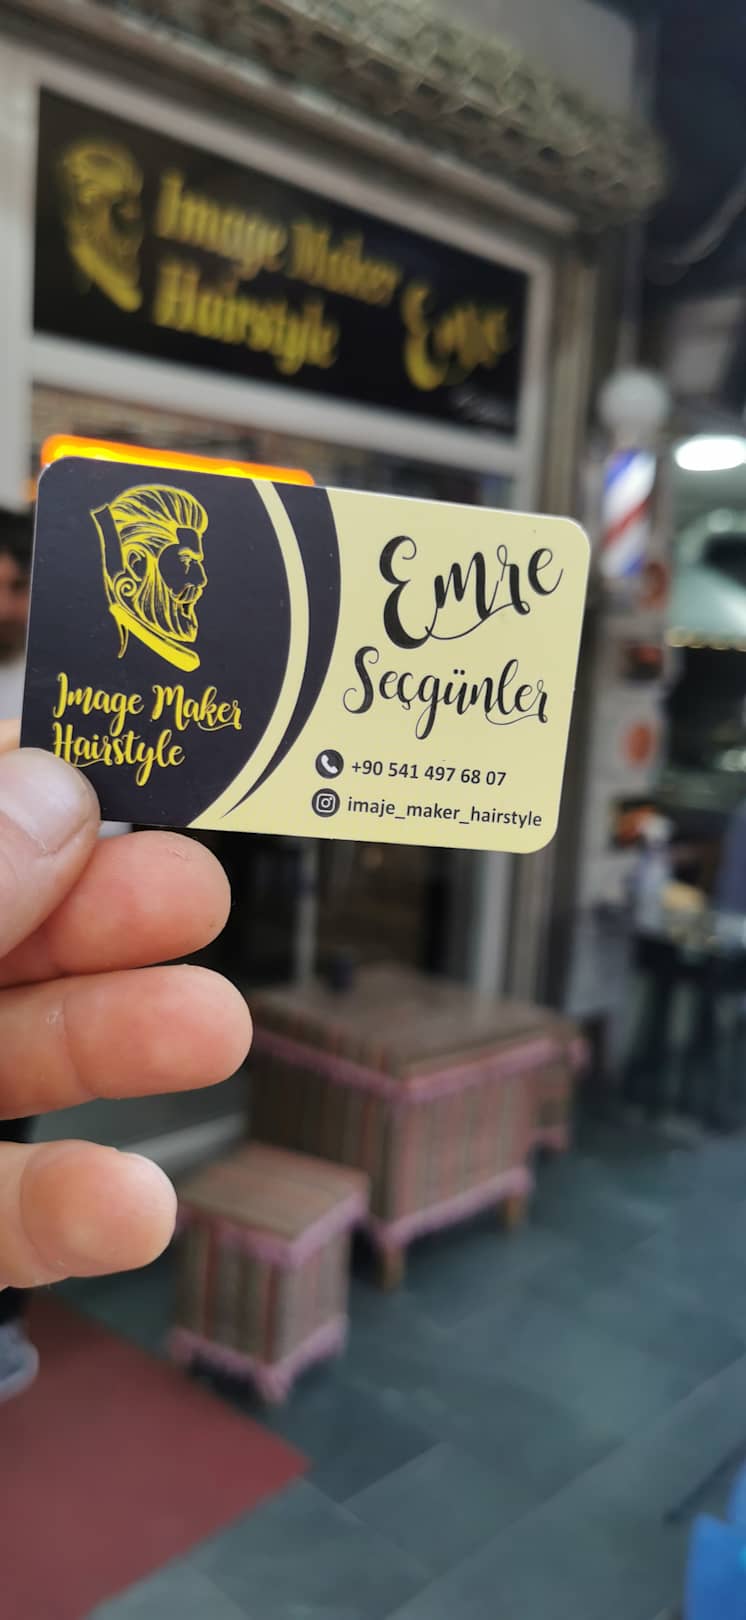 Image Maker
Hairstyle
Emre
Image Maker
Hairstyle
Emre
Seçgünler
+90 541 497 68 07
imaje_maker_hairstyle